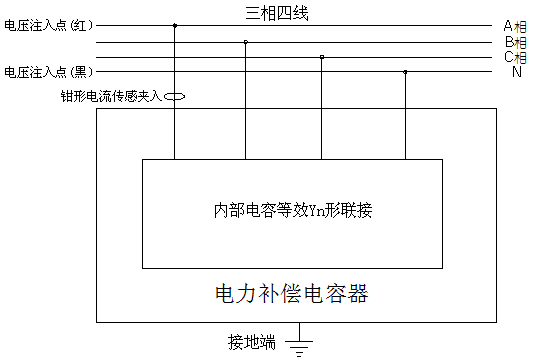 三相四线
电压注入点(红)
A相
B相
C相
电压注入点(黑)
N
钳形电流传感夹入
内部电容等效Yn形联接
电力补偿电容器
接地端